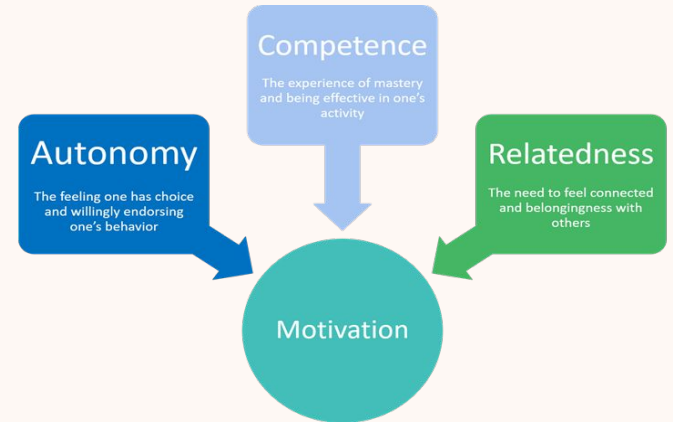 Competence
The experience of mastery
and being effective in one's
activity
Autonomy
The feeling one has choice
and willingly endorsing
one's behavior
Relatedness
The need to feel connected
and belongingness with
others
Motivation